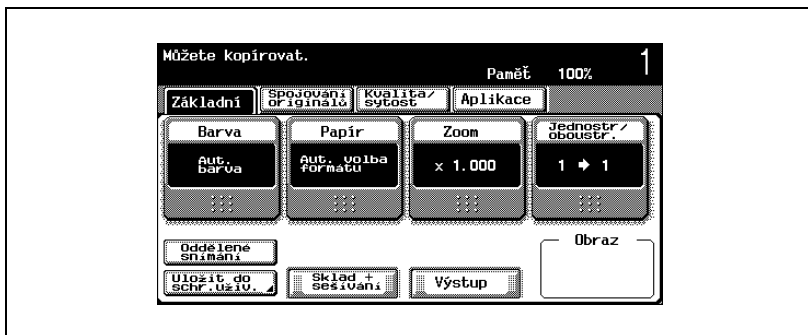 Můžete kopírovat.
Paměť 100% 1
Základní
Spojování
originálů
Kvalita/
sytost
Aplikace
Barva
Papír
Zoom
Jednostr/
oboustr.
Aut.
barva
Aut. volba
formátu
x 1.000
1 ➔ 1
Oddělené
snímání
Obraz
Uložit do
schr.uživ.
Sklad +
sešívání
Výstup